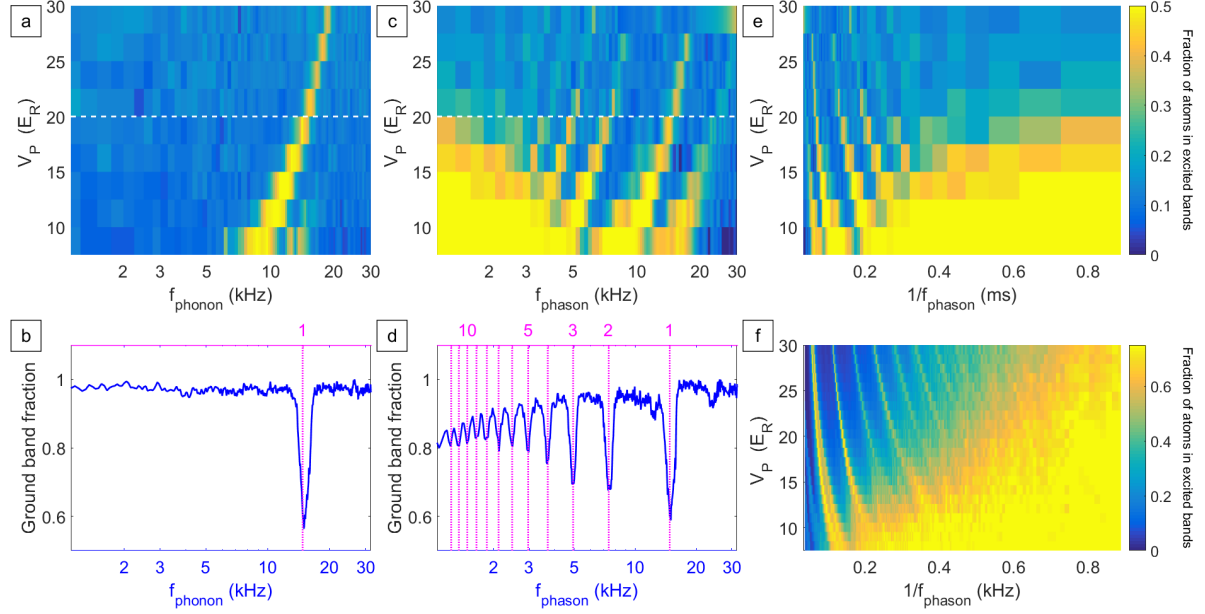 a
30
25
20
15
10
V_P (E_R)
2 3 5 10 20 30
f_phonon (kHz)
c
30
25
20
15
10
V_P (E_R)
2 3 5 10 20 30
f_phason (kHz)
e
30
25
20
15
10
V_P (E_R)
0.2 0.4 0.6 0.8
1/f_phason (ms)
0.5
0.4
0.3
0.2
0.1
0
Fraction of atoms in excited bands
b
1
1
0.8
0.6
Ground band fraction
2 3 5 10 20 30
f_phonon (kHz)
d
10 5 3 2 1
1
0.8
0.6
Ground band fraction
2 3 5 10 20 30
f_phason (kHz)
f
30
25
20
15
10
V_P (E_R)
0.2 0.4 0.6 0.8
1/f_phason (kHz)
0.6
0.4
0.2
0
Fraction of atoms in excited bands